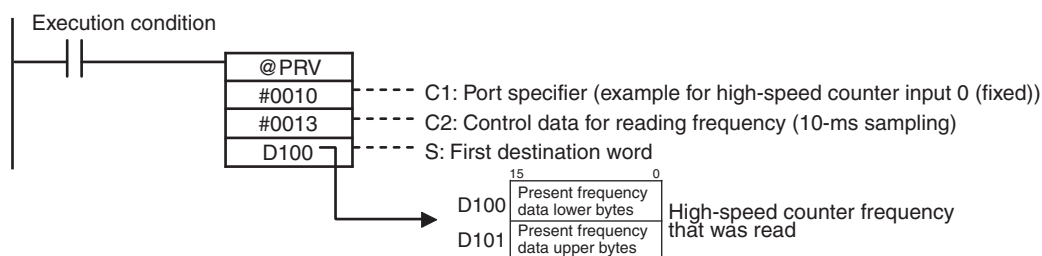 Execution condition
@PRV
#0010 C1: Port specifier (example for high-speed counter input 0 (fixed))
#0013 C2: Control data for reading frequency (10-ms sampling)
D100 S: First destination word
15 0
D100 Present frequency
data lower bytes
High-speed counter frequency
that was read
D101 Present frequency
data upper bytes